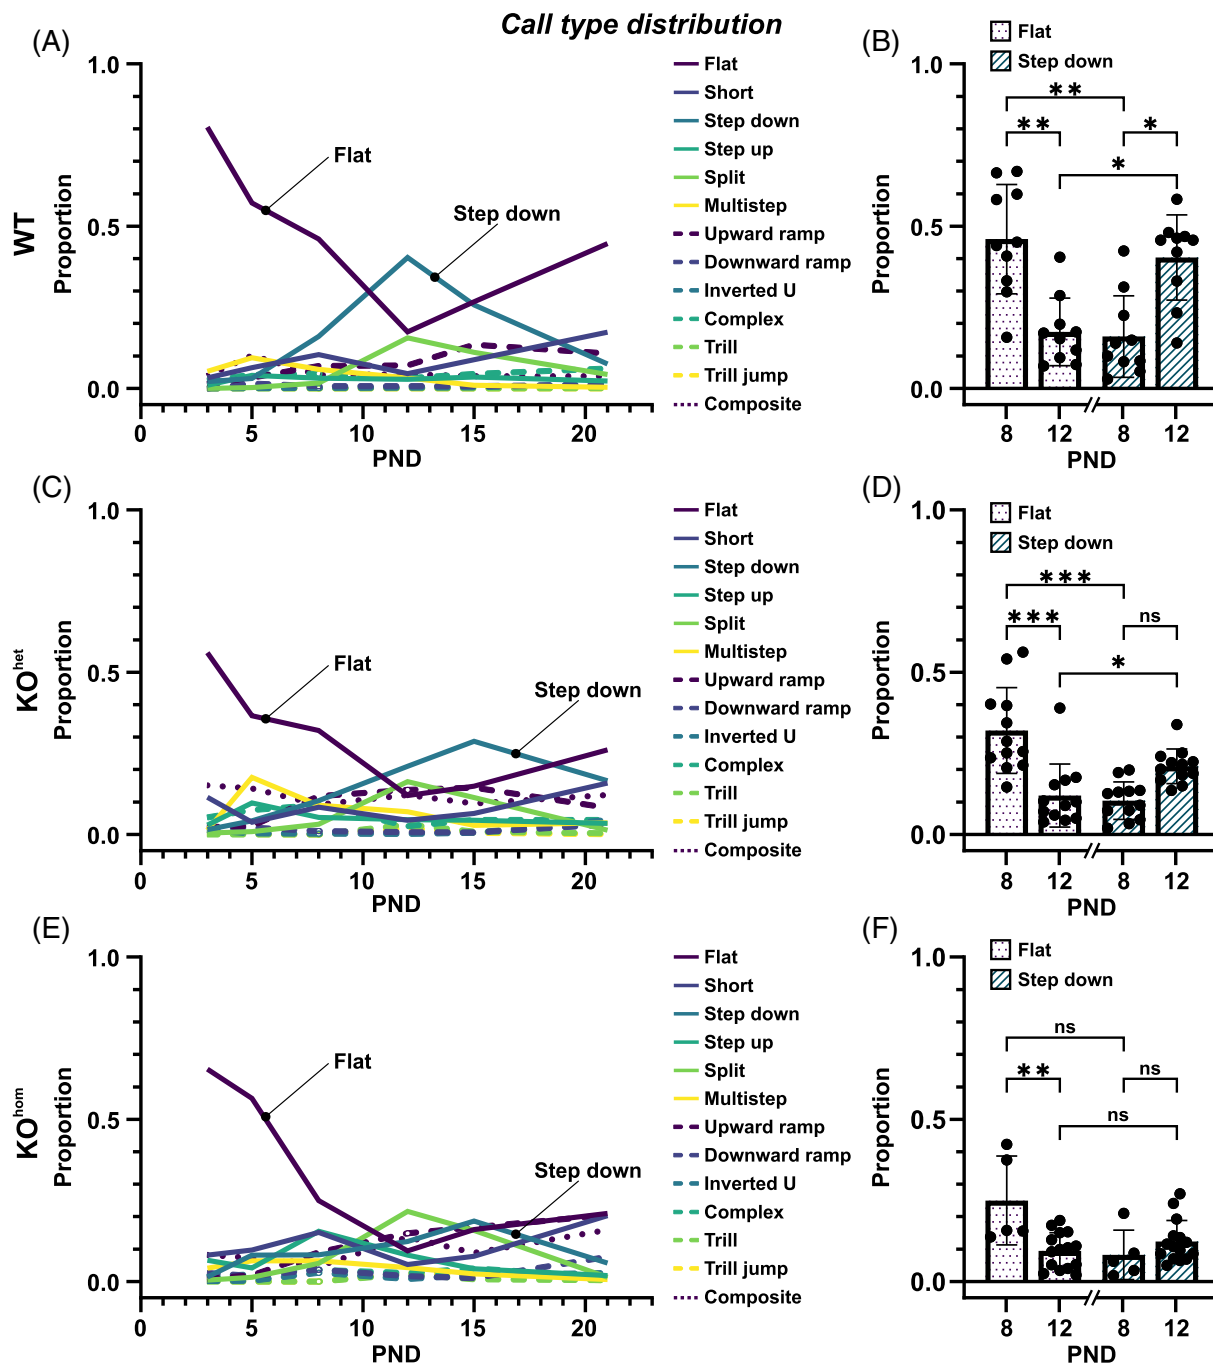 Call type distribution
(A)
WT
Proportion
1.0
0.5
0.0
0
5
10
15
20
PND
Flat
Step down
Flat
Short
Step down
Step up
Split
Multistep
Upward ramp
Downward ramp
Inverted U
Complex
Trill
Trill jump
Composite
(B)
Flat
Step down
Proportion
1.0
0.5
0.0
**
**
*
*
8
12
8
12
PND
(C)
KOhet
Proportion
1.0
0.5
0.0
0
5
10
15
20
PND
Flat
Step down
Flat
Short
Step down
Step up
Split
Multistep
Upward ramp
Downward ramp
Inverted U
Complex
Trill
Trill jump
Composite
(D)
Flat
Step down
Proportion
1.0
0.5
0.0
***
***
ns
*
8
12
8
12
PND
(E)
KOhom
Proportion
1.0
0.5
0.0
0
5
10
15
20
PND
Flat
Step down
Flat
Short
Step down
Step up
Split
Multistep
Upward ramp
Downward ramp
Inverted U
Complex
Trill
Trill jump
Composite
(F)
Flat
Step down
Proportion
1.0
0.5
0.0
ns
**
ns
ns
8
12
8
12
PND